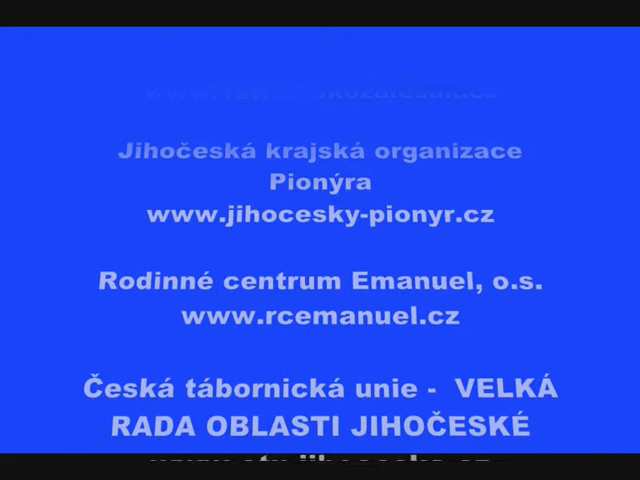 Jihočeská krajská organizace
Pionýra
www.jihocesky-pionyr.cz
Rodinné centrum Emanuel, o.s.
www.rcemanuel.cz
Česká tábornická unie - VELKÁ
RADA OBLASTI JIHOČESKÉ